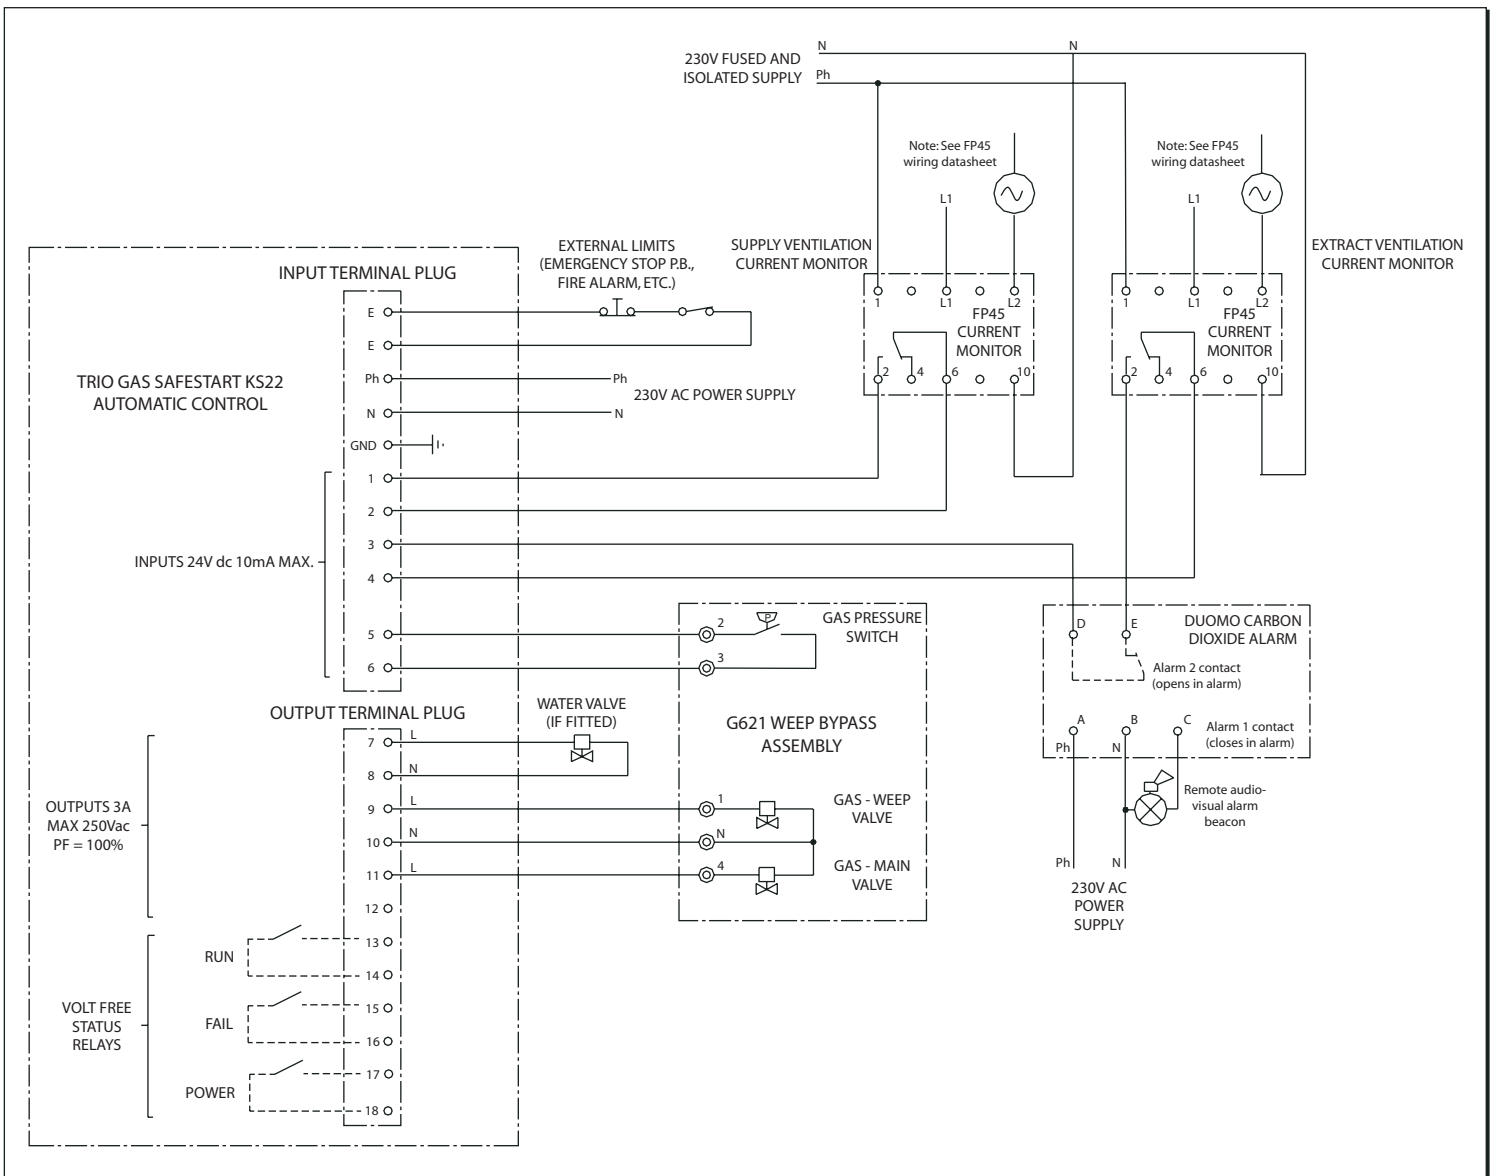 N
N
230V FUSED AND
ISOLATED SUPPLY
Ph
Note: See FP45
wiring datasheet
Note: See FP45
wiring datasheet
L1
L1
EXTERNAL LIMITS
(EMERGENCY STOP P.B.,
FIRE ALARM, ETC.)
SUPPLY VENTILATION
CURRENT MONITOR
EXTRACT VENTILATION
CURRENT MONITOR
INPUT TERMINAL PLUG
1
L1
L2
FP45
CURRENT
MONITOR
2
4
6
10
1
L1
L2
FP45
CURRENT
MONITOR
2
4
6
10
TRIO GAS SAFESTART KS22
AUTOMATIC CONTROL
E
E
Ph
Ph
230V AC POWER SUPPLY
N
N
GND
1
2
3
4
5
6
INPUTS 24V dc 10mA MAX.
2
P
GAS PRESSURE
SWITCH
3
G621 WEEP BYPASS
ASSEMBLY
D
E
DUOMO CARBON
DIOXIDE ALARM
Alarm 2 contact
(opens in alarm)
A
B
C
Alarm 1 contact
(closes in alarm)
Ph
N
Remote audio-
visual alarm
beacon
Ph
N
230V AC
POWER
SUPPLY
OUTPUT TERMINAL PLUG
WATER VALVE
(IF FITTED)
7
L
8
N
9
L
1
GAS - WEEP
VALVE
10
N
N
11
L
4
GAS - MAIN
VALVE
12
OUTPUTS 3A
MAX 250Vac
PF = 100%
RUN
13
14
VOLT FREE
STATUS
RELAYS
FAIL
15
16
POWER
17
18